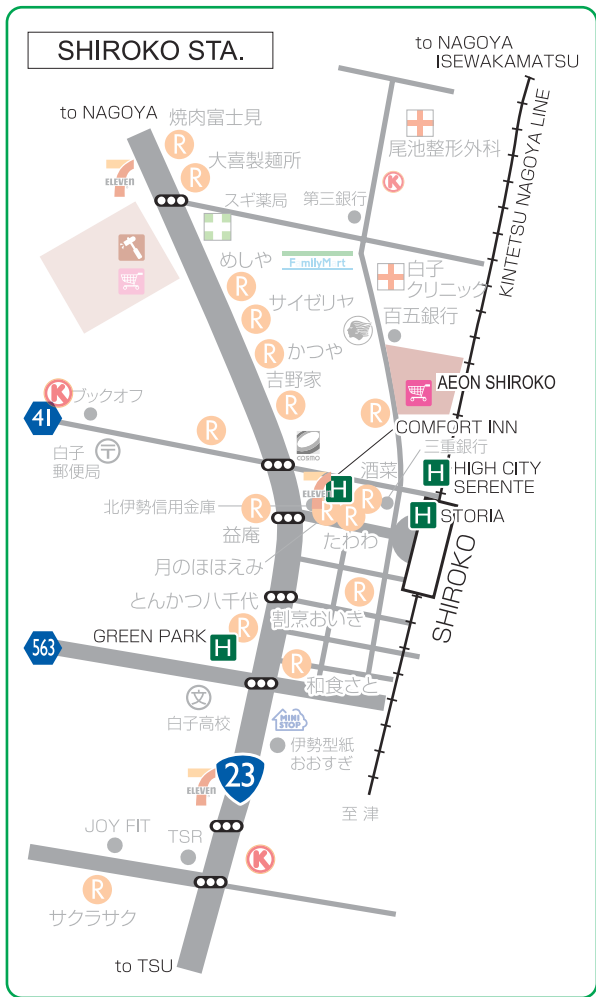 SHIROKO STA.
to NAGOYA
ISEWAKAMATSU
to NAGOYA
焼肉富士見
R
大喜製麺所
R
7
ELEVEN
尾池整形外科
K
スギ薬局
第三銀行
KINTETSU NAGOYA LINE
めしや
FamilyMart
白子
クリニック
R
サイゼリヤ
R
百五銀行
かつや
R
吉野家
AEON SHIROKO
K
ブックオフ
R
R
R
41
COMFORT INN
三重銀行
白子
郵便局
〒
COSMO
酒菜
7
ELEVEN
H
H
HIGH CITY
SERENTE
北伊勢信用金庫
R
R
R
R
H
STORIA
益庵
たわわ
月のほほえみ
SHIROKO
とんかつ八千代
R
割烹おいき
563
GREEN PARK
H
R
R
和食さと
文
白子高校
MINI
STOP
伊勢型紙
おおすぎ
7
ELEVEN
23
至 津
JOY FIT
TSR
K
R
サクラサク
to TSU